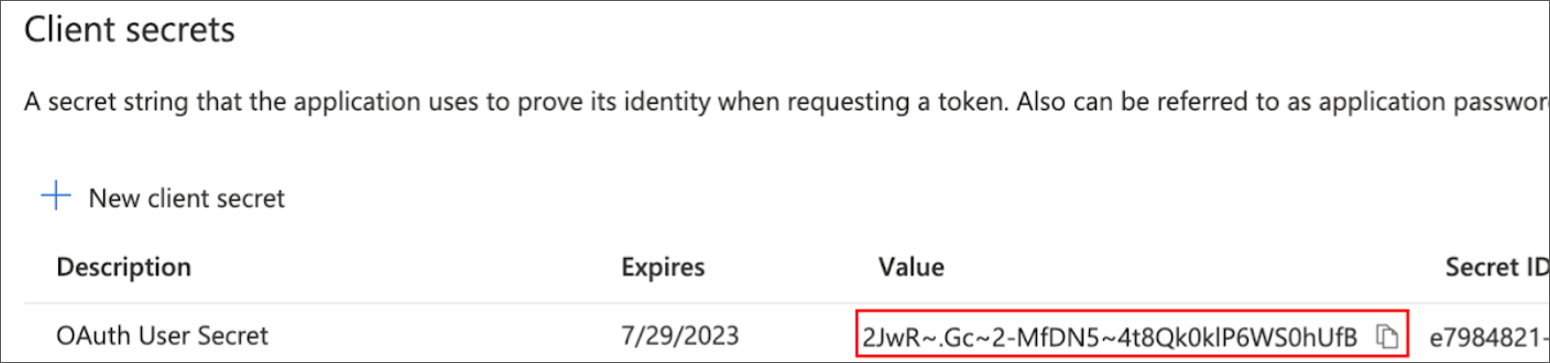 Client secrets
A secret string that the application uses to prove its identity when requesting a token. Also can be referred to as application passwor
New client secret
Description Expires Value Secret ID
OAuth User Secret 7/29/2023 2JwR~.Gc~2-MfDN5~4t8Qk0klP6WS0hUfB e7984821-